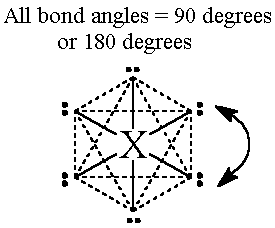 All bond angles = 90 degrees
or 180 degrees
X